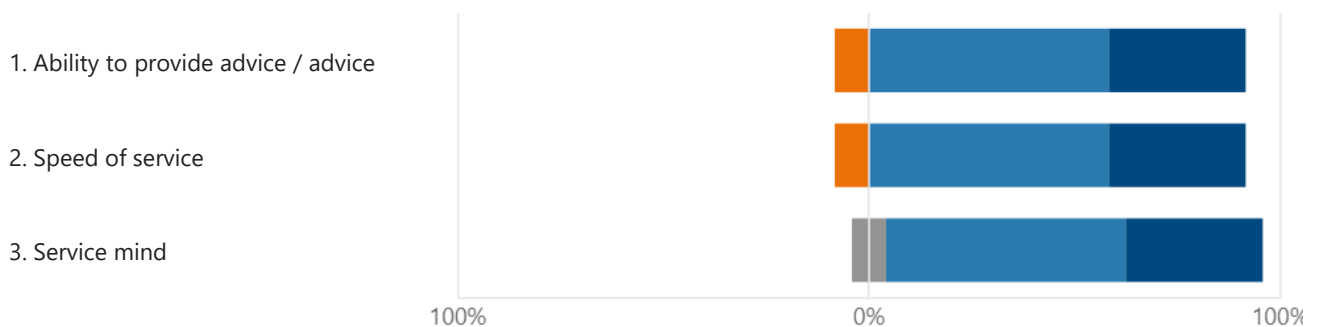 1. Ability to provide advice / advice
2. Speed of service
3. Service mind
100% 0% 100%